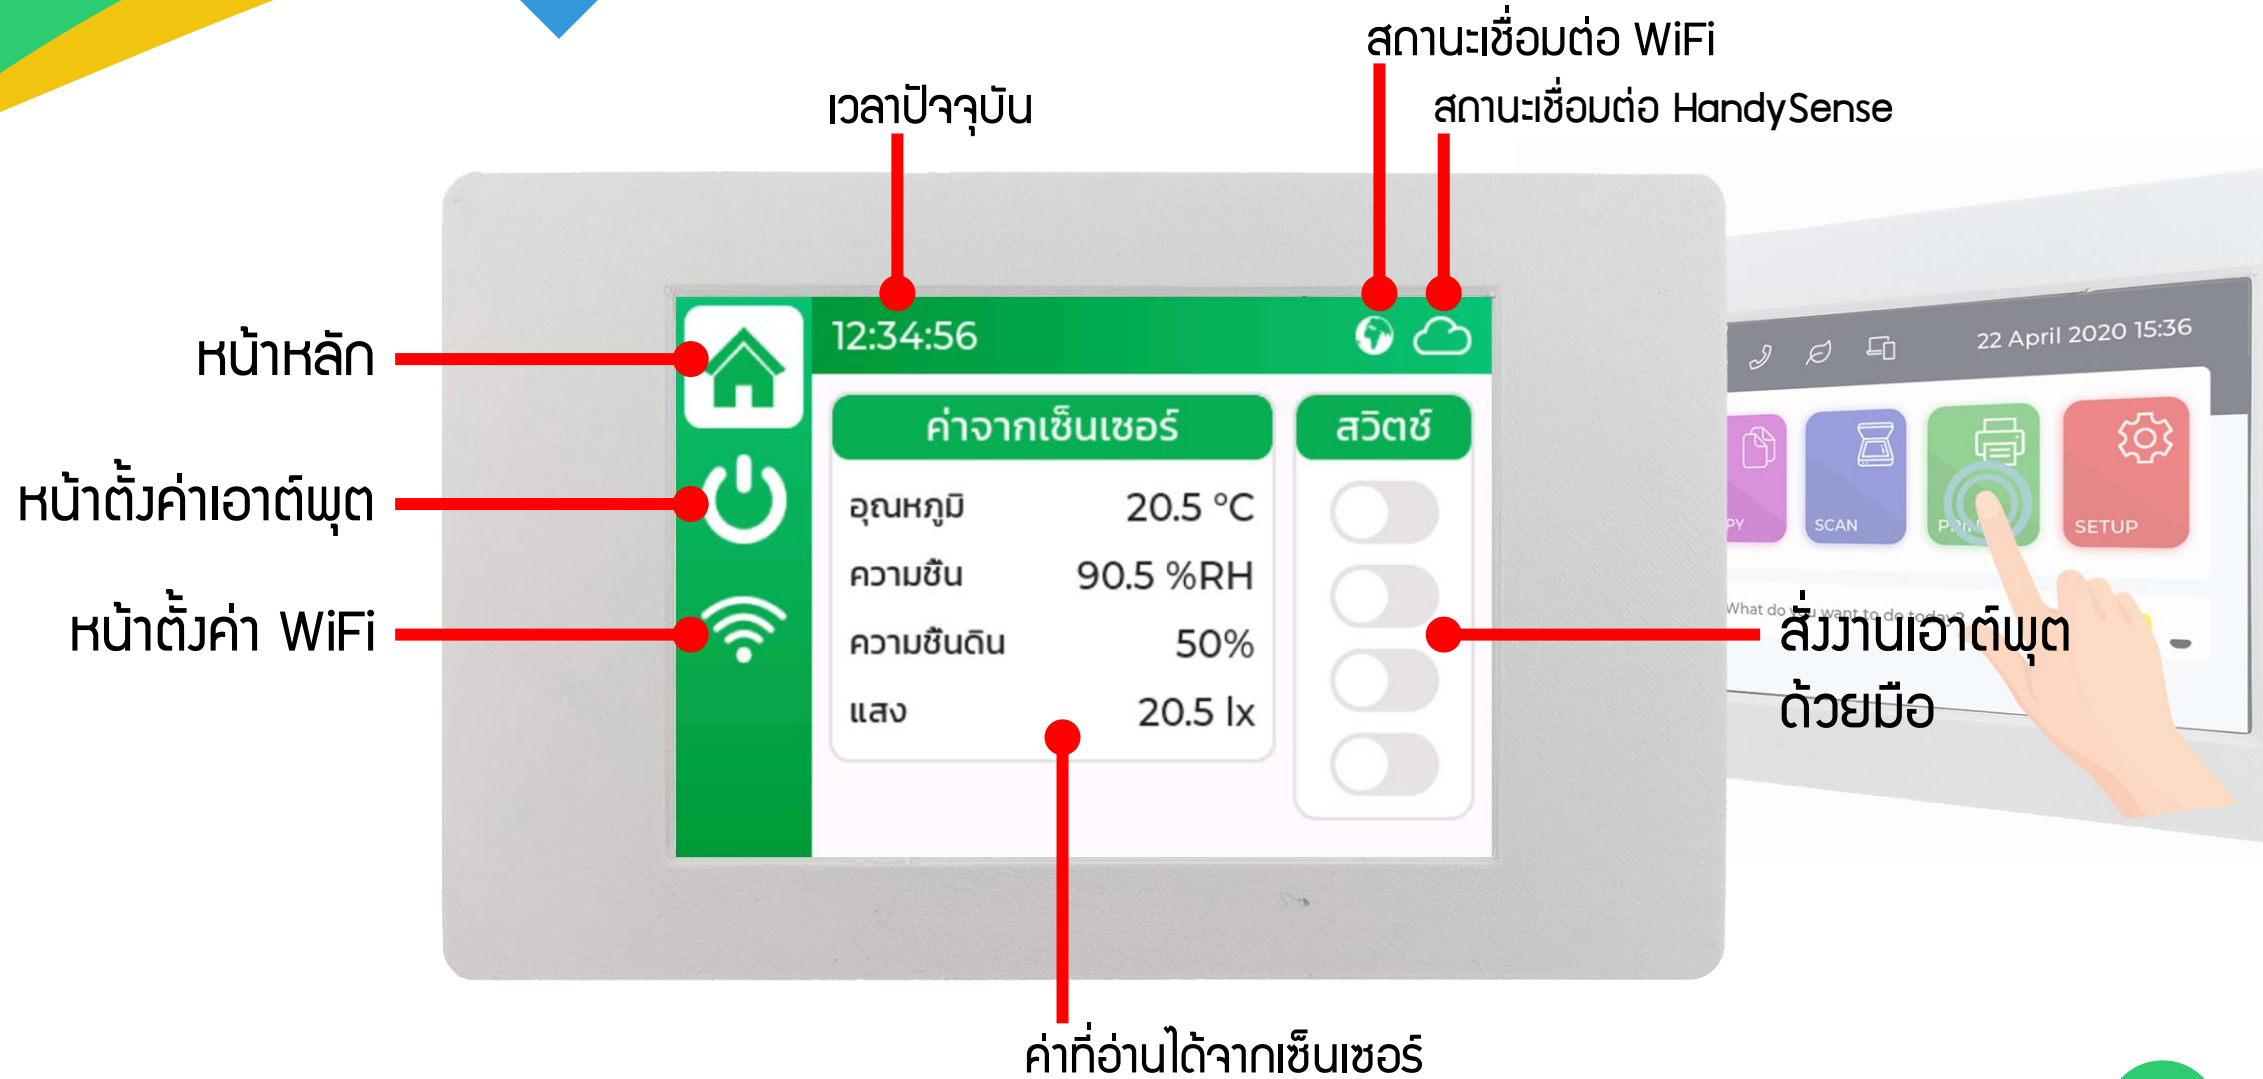 สถานะเชื่อมต่อ WiFi
เวลาปัจจุบัน
สถานะเชื่อมต่อ HandySense
หน้าหลัก
หน้าตั้งค่าเอาต์พุต
หน้าตั้งค่า WiFi
12:34:56
ค่าจากเซ็นเซอร์
สวิตช์
อุณหภูมิ 20.5 °C
ความชื้น 90.5 %RH
ความชื้นดิน 50%
แสง 20.5 lx
22 April 2020 15:36
SCAN
SETUP
What do you want to do today?
สั่งงานเอาต์พุต
ด้วยมือ
ค่าที่อ่านได้จากเซ็นเซอร์